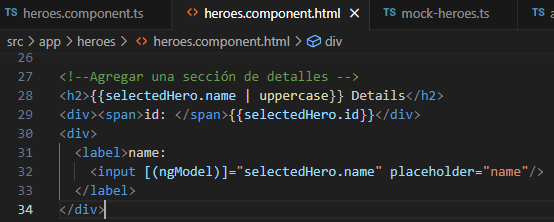 TS heroes.component.ts
<> heroes.component.html ×
TS mock-heroes.ts
src > app > heroes > <> heroes.component.html > div
26
27 <!--Agregar una sección de detalles -->
28 <h2>{{selectedHero.name | uppercase}} Details</h2>
29 <div><span>id: </span>{{selectedHero.id}}</div>
30 <div>
31 <label>name:
32 <input [(ngModel)]="selectedHero.name" placeholder="name"/>
33 </label>
34 </div>